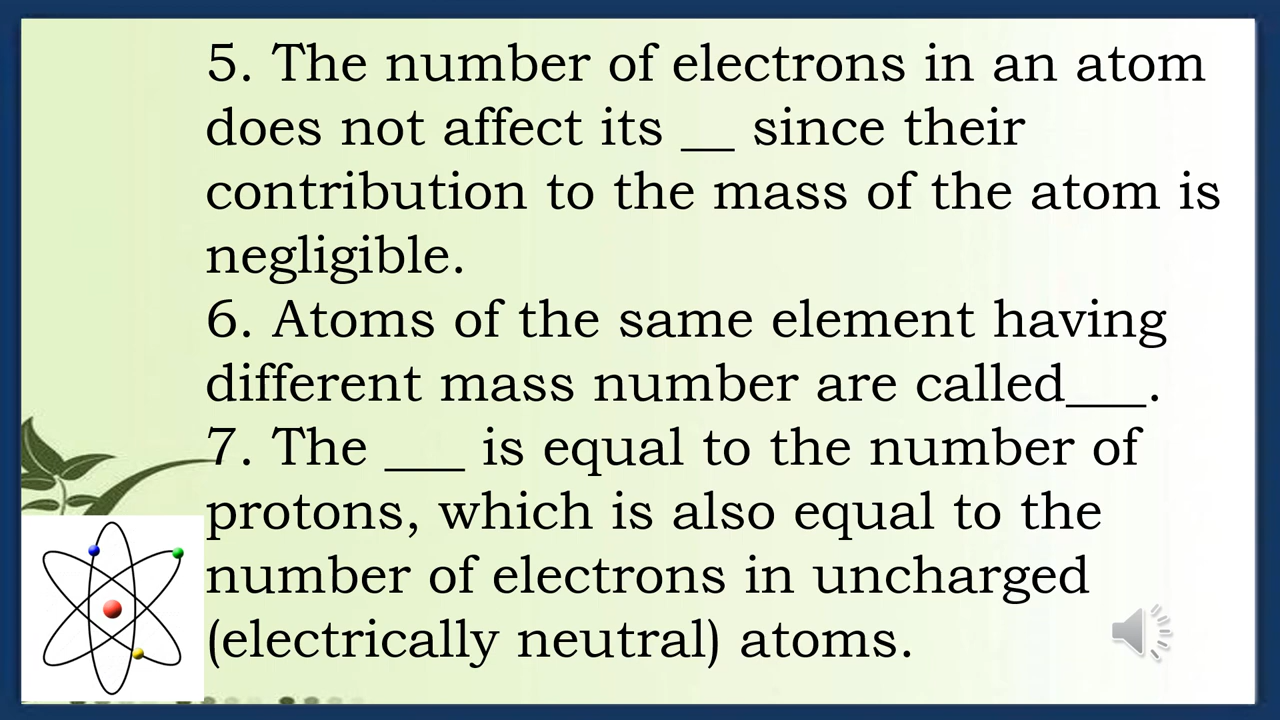 5. The number of electrons in an atom
does not affect its __ since their
contribution to the mass of the atom is
negligible.
6. Atoms of the same element having
different mass number are called___.
7. The ___ is equal to the number of
protons, which is also equal to the
number of electrons in uncharged
(electrically neutral) atoms.